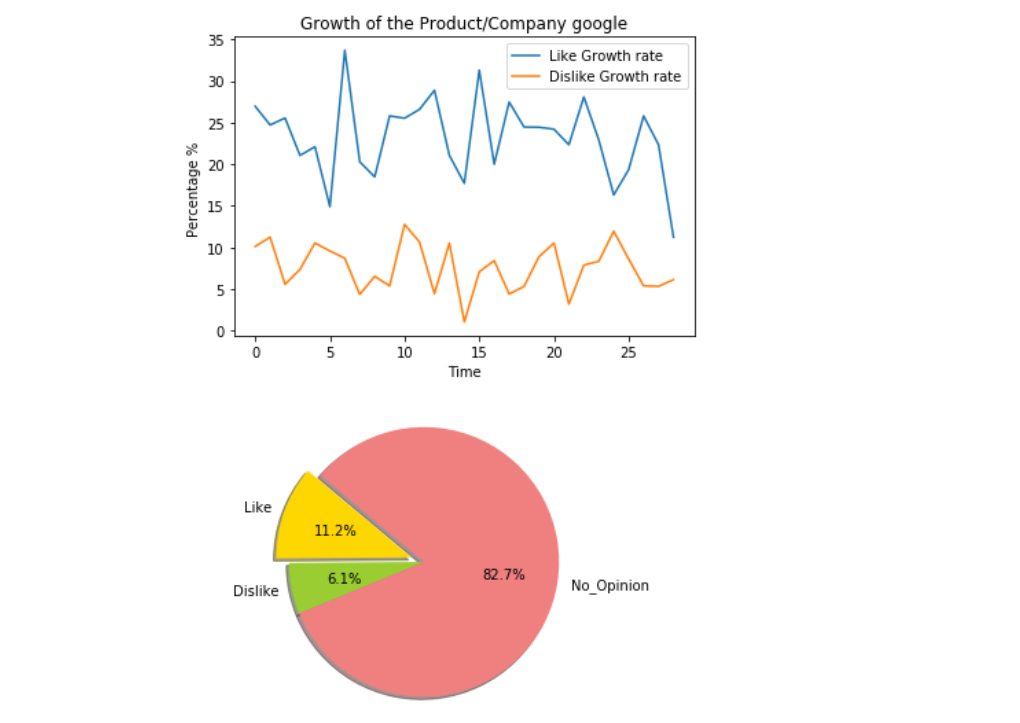 Growth of the Product/Company google
35
30
25
20
15
10
5
0
Percentage %
Like Growth rate
Dislike Growth rate
0 5 10 15 20 25
Time
Like
11.2%
Dislike
6.1%
82.7%
No_Opinion